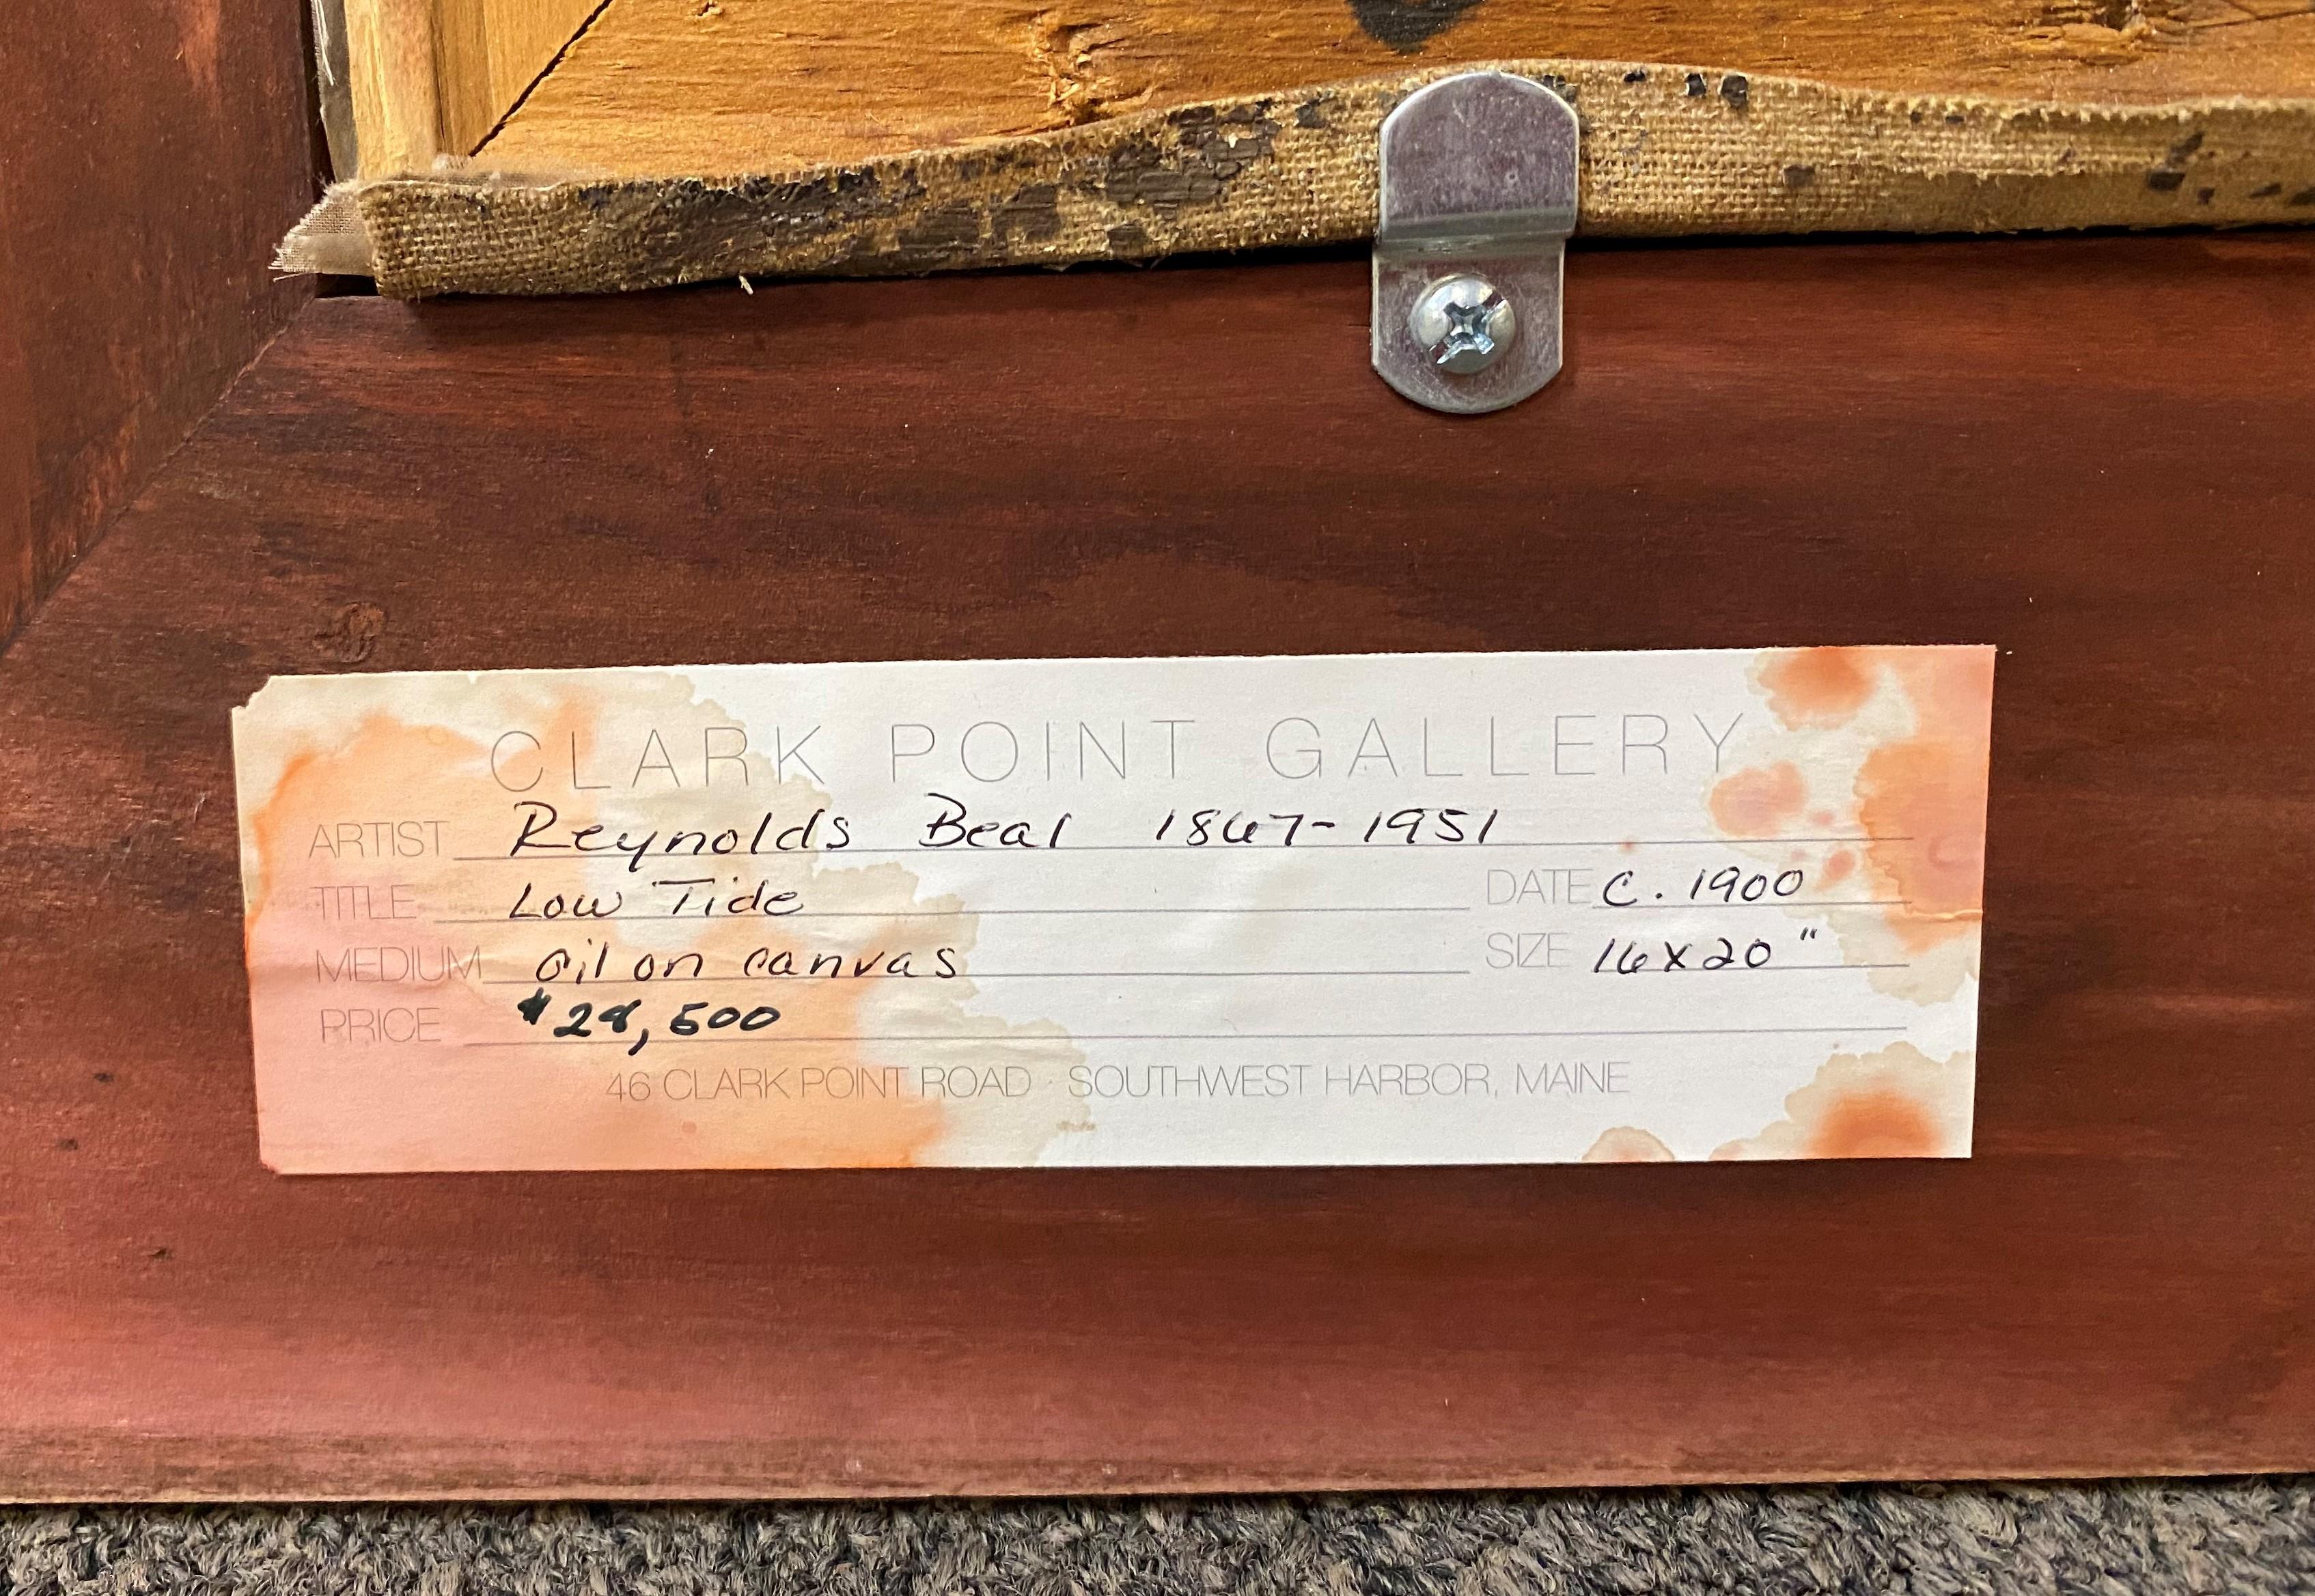 CLARK POINT GALLERY
ARTIST Reynolds Beal 1867-1951
TITLE Low Tide DATE C. 1900
MEDIUM oil on canvas SIZE 16x20"
PRICE $28,500
46 CLARK POINT ROAD · SOUTHWEST HARBOR, MAINE